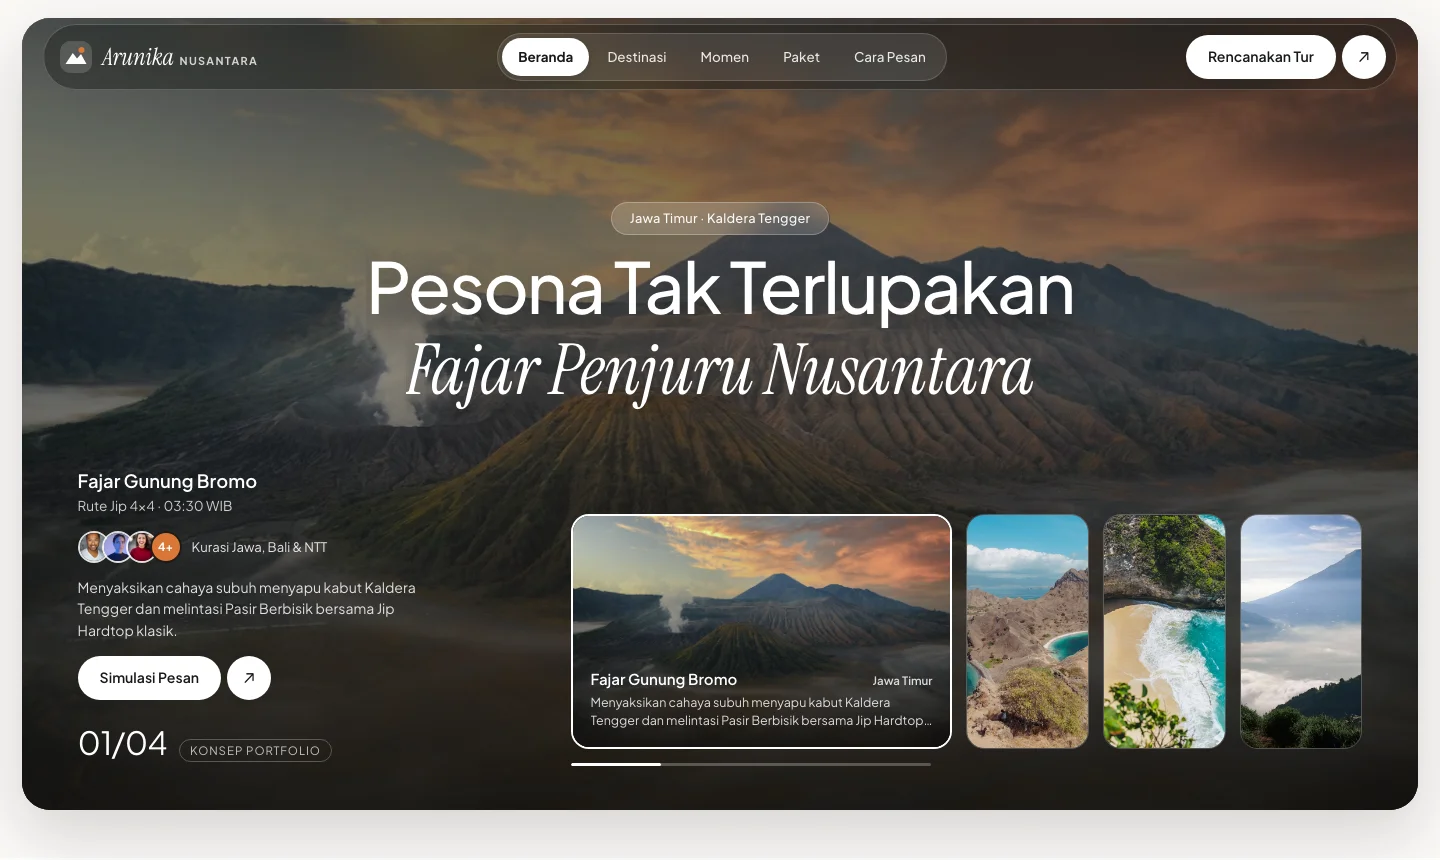 Arunika NUSANTARA
Beranda
Destinasi
Momen
Paket
Cara Pesan
Rencanakan Tur
Jawa Timur · Kaldera Tengger
Pesona Tak Terlupakan
Fajar Penjuru Nusantara
Fajar Gunung Bromo
Rute Jip 4×4 · 03:30 WIB
4+
Kurasi Jawa, Bali & NTT
Menyaksikan cahaya subuh menyapu kabut Kaldera
Tengger dan melintasi Pasir Berbisik bersama Jip
Hardtop klasik.
Simulasi Pesan
01/04
KONSEP PORTFOLIO
Fajar Gunung Bromo
Jawa Timur
Menyaksikan cahaya subuh menyapu kabut Kaldera
Tengger dan melintasi Pasir Berbisik bersama Jip Hardtop…